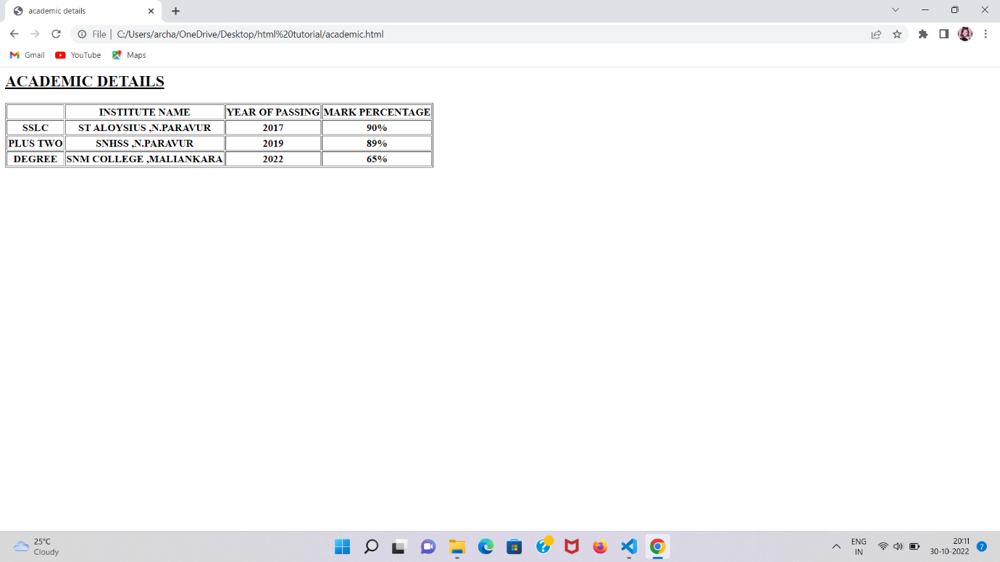 academic details
File | C:/Users/archa/OneDrive/Desktop/html%20tutorial/academic.html
Gmail YouTube Maps
ACADEMIC DETAILS
INSTITUTE NAME YEAR OF PASSING MARK PERCENTAGE
SSLC ST ALOYSIUS ,N.PARAVUR 2017 90%
PLUS TWO SNHSS ,N.PARAVUR 2019 89%
DEGREE SNM COLLEGE ,MALIANKARA 2022 65%
25°C
Cloudy
ENG
IN
20:11
30-10-2022
7